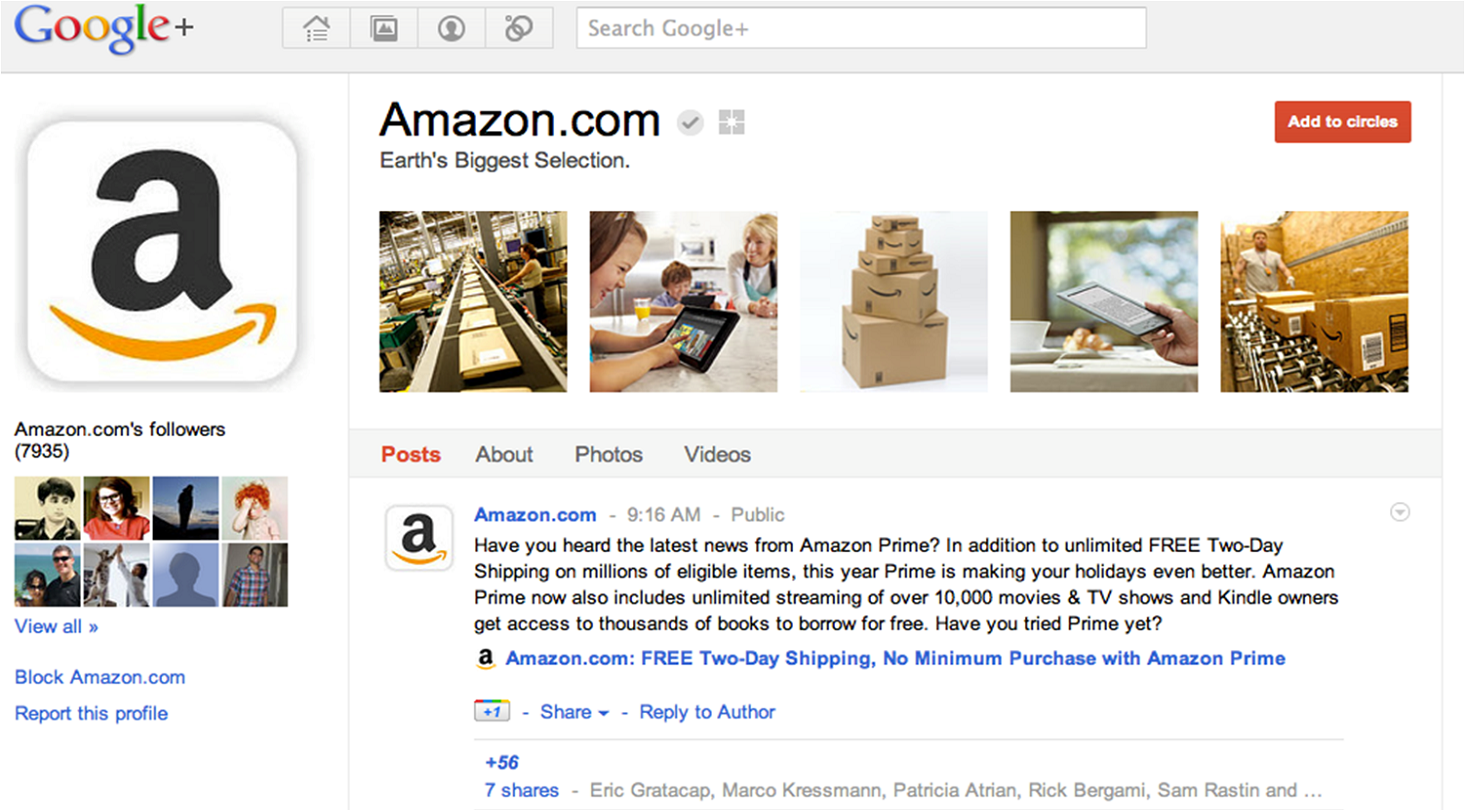 Google+
Search Google+
Amazon.com
Earth's Biggest Selection.
Add to circles
a
Amazon.com's followers
(7935)
View all »
Block Amazon.com
Report this profile
Posts About Photos Videos
a
Amazon.com - 9:16 AM - Public
Have you heard the latest news from Amazon Prime? In addition to unlimited FREE Two-Day
Shipping on millions of eligible items, this year Prime is making your holidays even better. Amazon
Prime now also includes unlimited streaming of over 10,000 movies & TV shows and Kindle owners
get access to thousands of books to borrow for free. Have you tried Prime yet?
a Amazon.com: FREE Two-Day Shipping, No Minimum Purchase with Amazon Prime
+1 - Share - Reply to Author
+56
7 shares - Eric Gratacap, Marco Kressmann, Patricia Atrian, Rick Bergami, Sam Rastin and ...